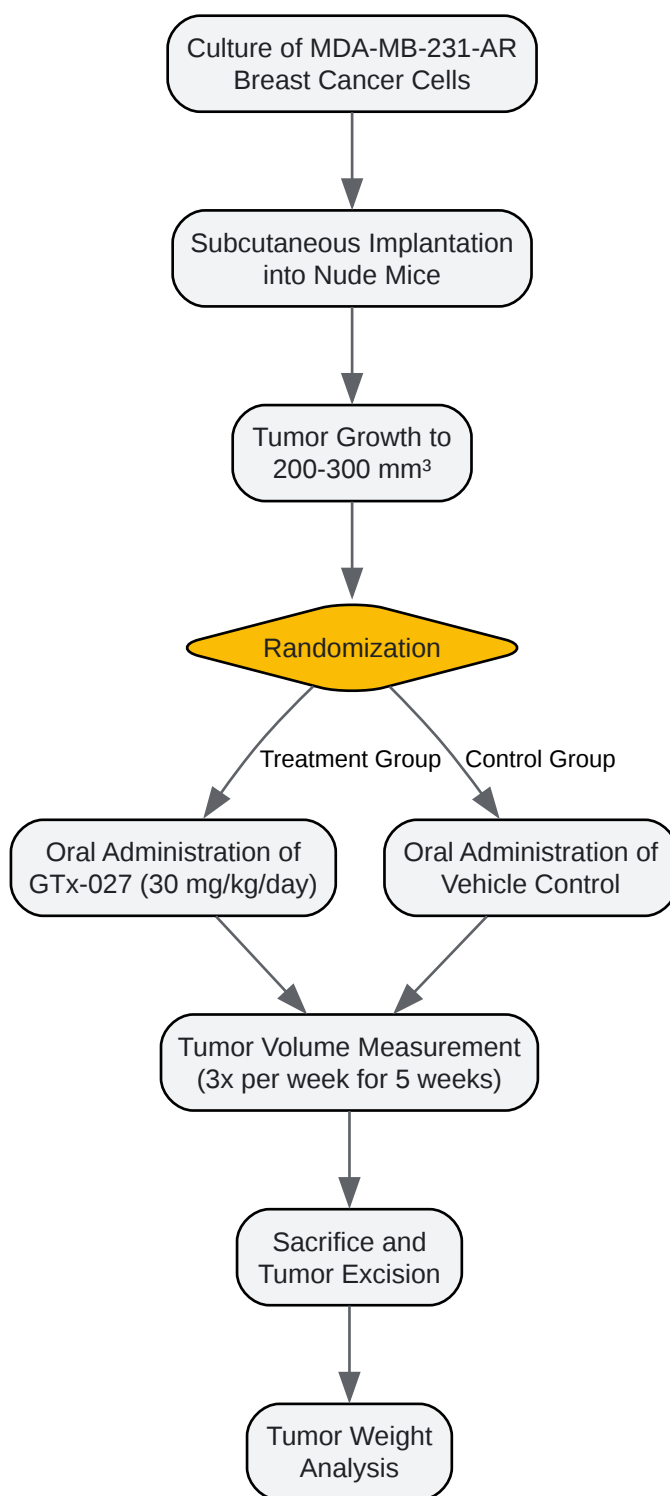 Culture of MDA-MB-231-AR
Breast Cancer Cells
Subcutaneous Implantation
into Nude Mice
Tumor Growth to
200-300 mm³
Randomization
Treatment Group
Control Group
Oral Administration of
GTx-027 (30 mg/kg/day)
Oral Administration of
Vehicle Control
Tumor Volume Measurement
(3x per week for 5 weeks)
Sacrifice and
Tumor Excision
Tumor Weight
Analysis